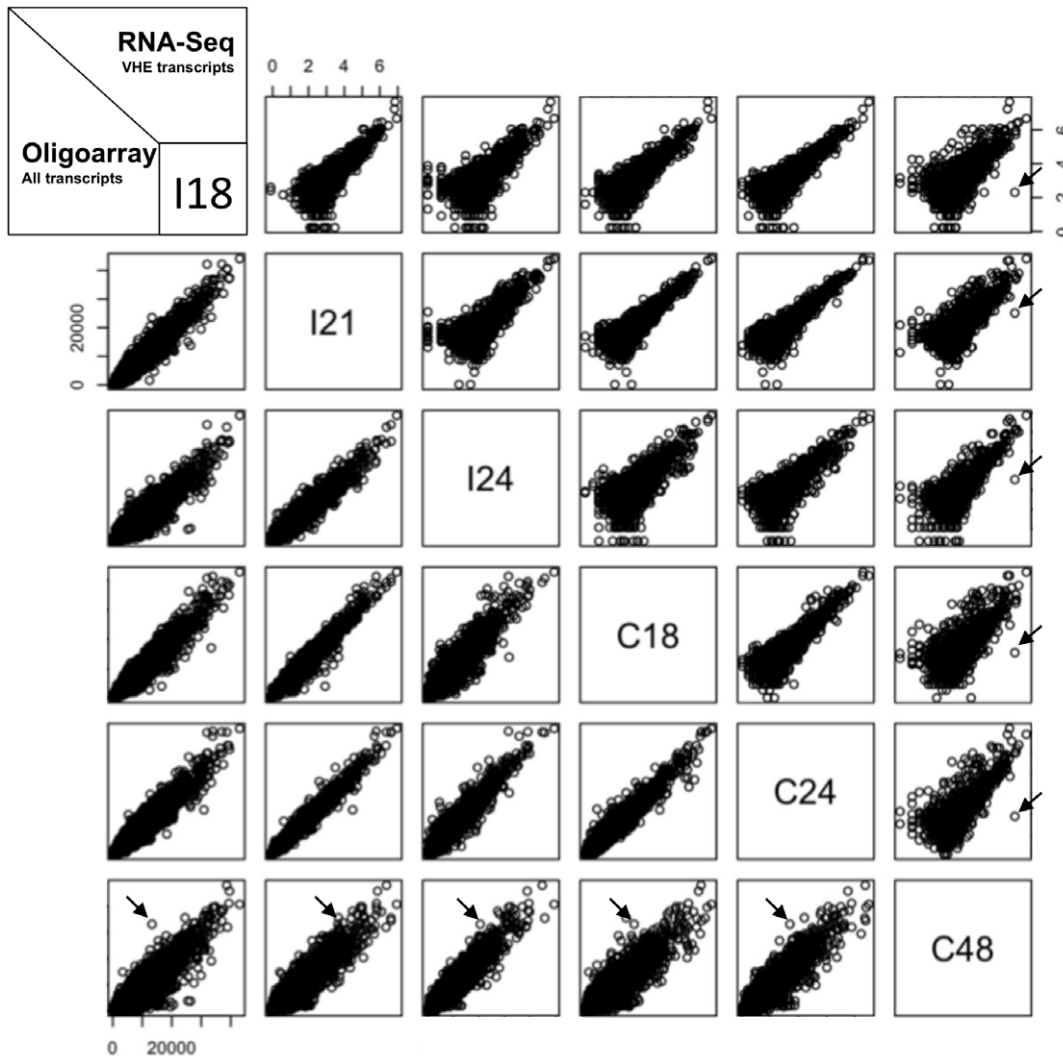 RNA-Seq
VHE transcripts
Oligoarray
All transcripts
I18
0 2 4 6
0 2 4 6
I21
0 20000
I24
C18
C24
C48
0 20000